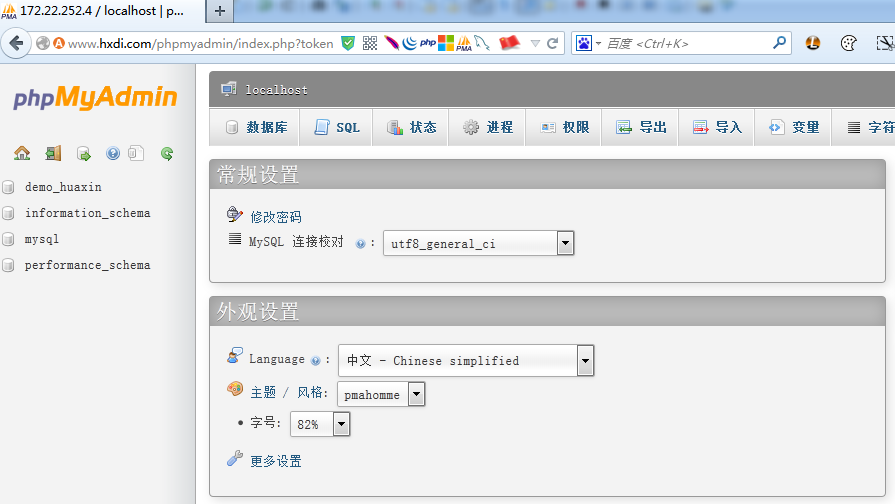 172.22.252.4 / localhost | p...
www.hxdi.com/phpmyadmin/index.php?token
百度 <Ctrl+K>
phpMyAdmin
demo_huaxin
information_schema
mysql
performance_schema
localhost
数据库 SQL 状态 进程 权限 导出 导入 变量 字符
常规设置
修改密码
MySQL 连接校对 : utf8_general_ci
外观设置
Language : 中文 - Chinese simplified
主题 / 风格: pmahomme
字号: 82%
更多设置